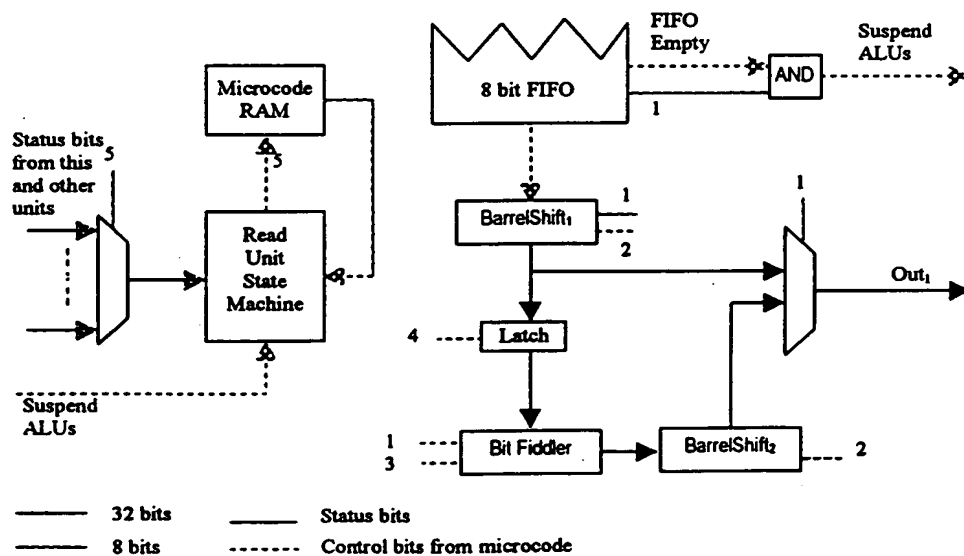 FIFO
Empty
Suspend
ALUs
AND
8 bit FIFO
1
Microcode
RAM
Status bits
from this
and other
units
5
5
Read
Unit
State
Machine
Suspend
ALUs
BarrelShift₁
1
2
1
Out₁
4
Latch
1
3
Bit Fiddler
BarrelShift₂
2
32 bits
Status bits
8 bits
Control bits from microcode